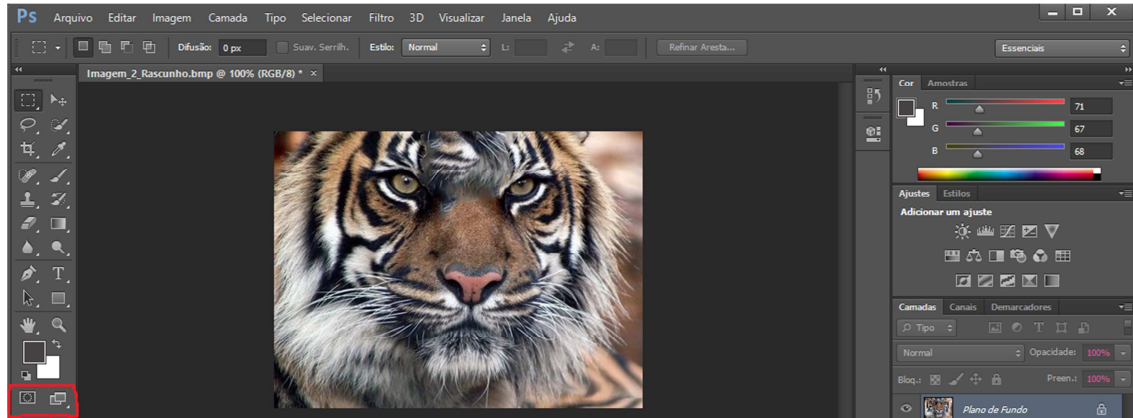 Ps Arquivo Editar Imagem Camada Tipo Selecionar Filtro 3D Visualizar Janela Ajuda
Difusão: 0 px Suav. Serrilh. Estilo: Normal L: A: Refinar Aresta... Essenciais
Imagem_2_Rascunho.bmp @ 100% (RGB/8) * ×
Cor Amostras
R 71
G 67
B 68
Ajustes Estilos
Adicionar um ajuste
Camadas Canais Demarcadores
Tipo
Normal Opacidade: 100%
Bloq.: Preen.: 100%
Plano de Fundo